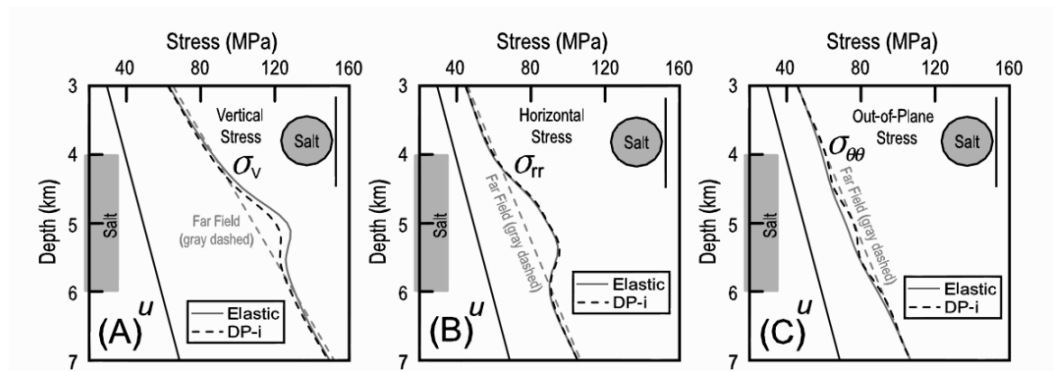 Stress (MPa)
40 80 120 160
3
4
5
6
7
Depth (km)
Salt
Vertical
Stress
Salt
σv
Far Field
(gray dashed)
u
Elastic
DP-i
(A)
Stress (MPa)
40 80 120 160
3
4
5
6
7
Depth (km)
Salt
Horizontal
Stress
Salt
σrr
Far Field
(gray dashed)
u
Elastic
DP-i
(B)
Stress (MPa)
40 80 120 160
3
4
5
6
7
Depth (km)
Salt
Out-of-Plane
Stress
Salt
σθθ
Far Field (gray
dashed)
u
Elastic
DP-i
(C)